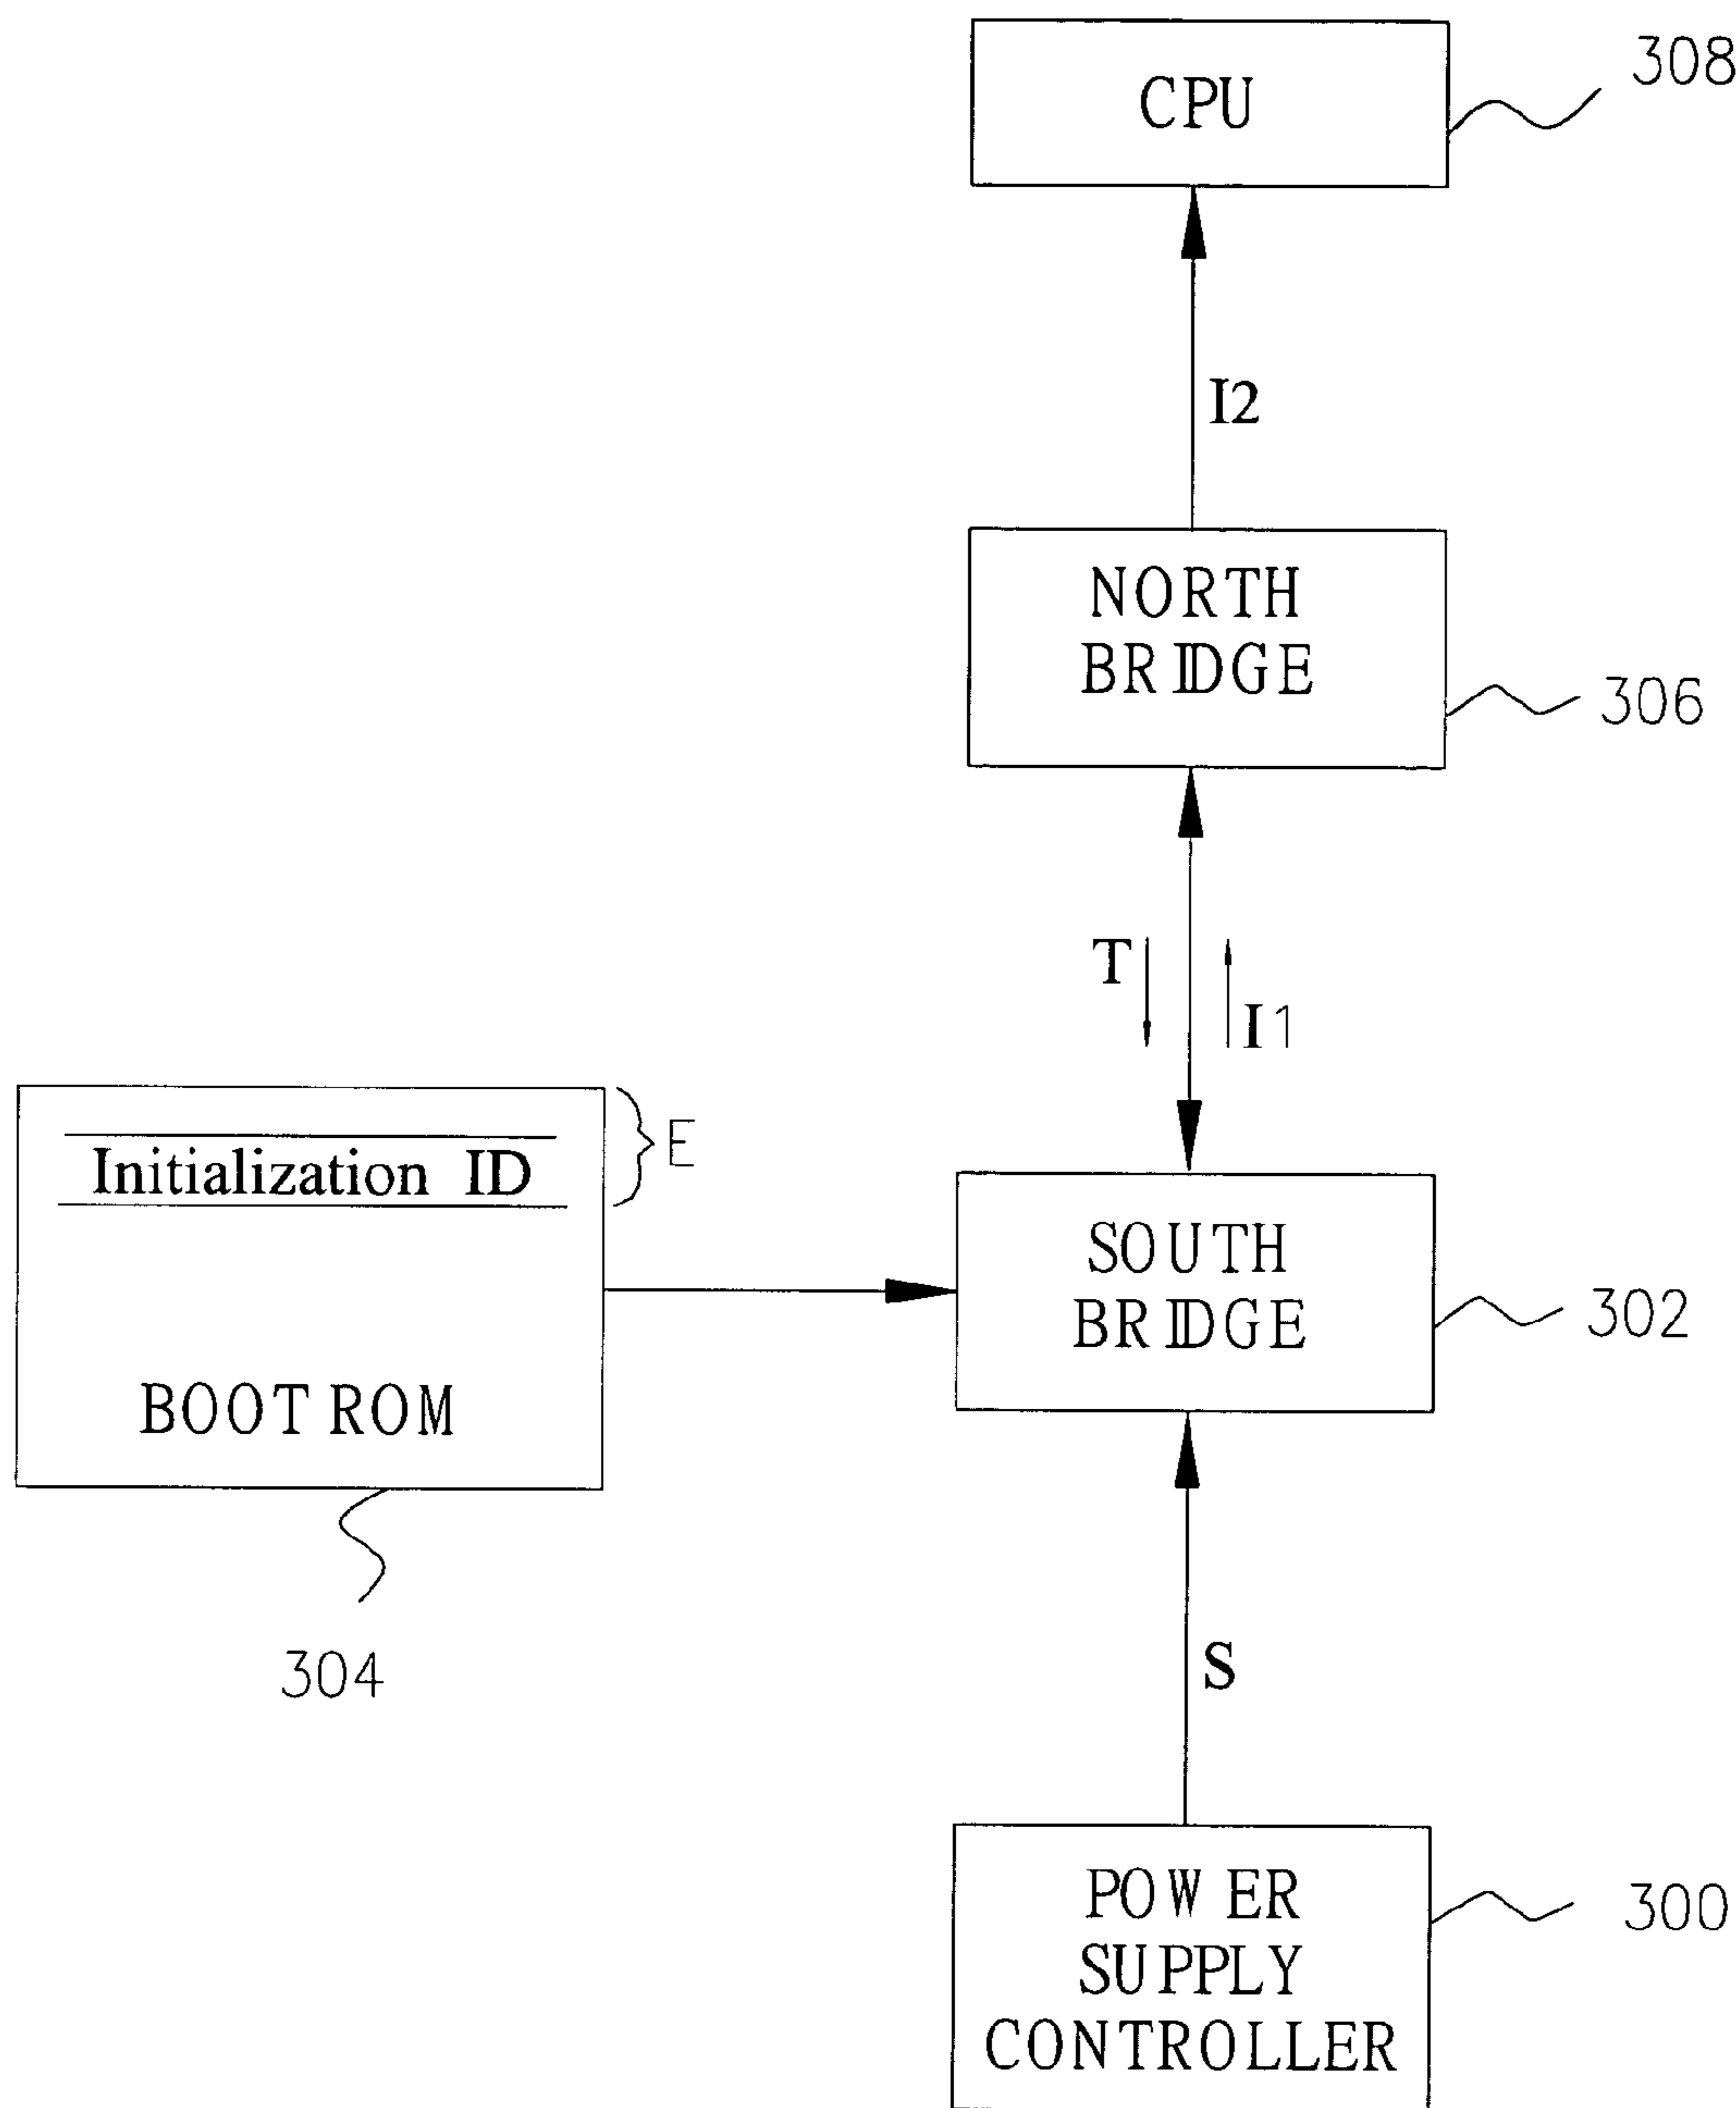 CPU
308
I2
NORTH
BRIDGE
306
T
I1
Initialization ID
E
SOUTH
BRIDGE
302
BOOT ROM
304
S
POWER
SUPPLY
CONTROLLER
300